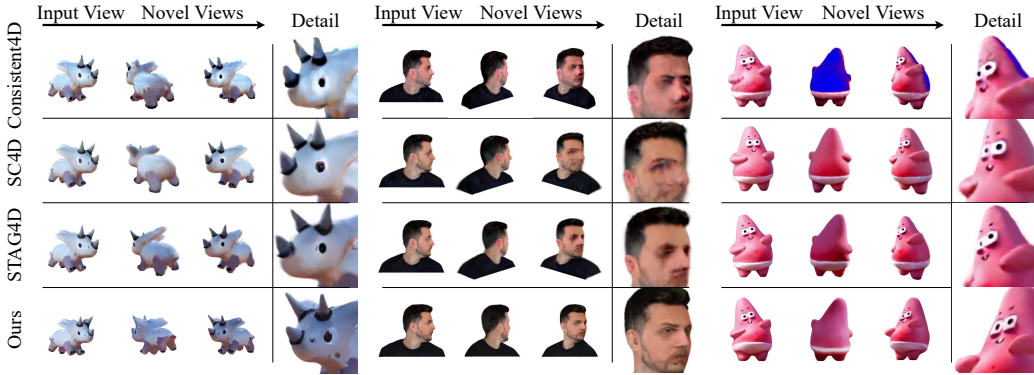 Input View Novel Views Detail Input View Novel Views Detail Input View Novel Views Detail
Consistent4D
SC4D
STAG4D
Ours